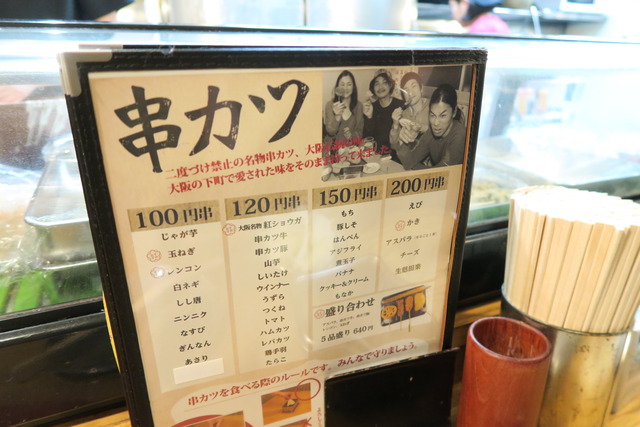 串カツ
二度づけ禁止の名物串カツ、大阪
大阪の下町で愛された味をそのまま
100円串
じゃが芋
玉ねぎ
レンコン
白ネギ
しし唐
ニンニク
なすび
ぎんなん
あさり
120円串
大阪名物 紅ショウガ
串カツ牛
串カツ豚
山芋
しいたけ
ウインナー
うずら
つくね
トマト
ハムカツ
レバカツ
鶏手羽
たらこ
150円串
もち
豚しそ
はんぺん
アジフライ
煮玉子
バナナ
クッキー&クリーム
もなか
盛り合わせ
5品盛り 640円
200円串
えび
かき
アスパラ
チーズ
生麩田楽
串カツを食べる際のルールです。みんなで守りましょう。